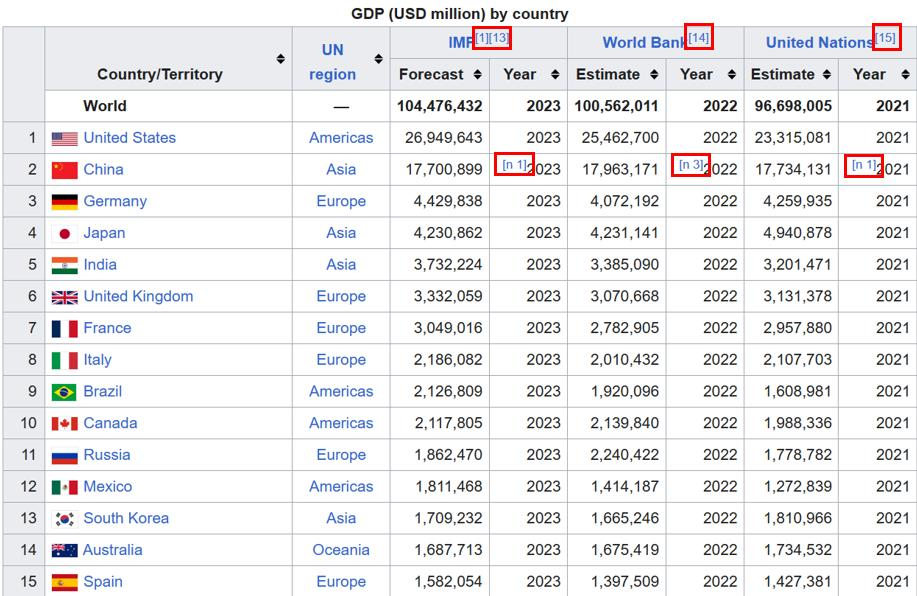 GDP (USD million) by country
Country/Territory UN region IMF[1][13] World Bank[14] United Nations[15]
Forecast Year Estimate Year Estimate Year
World — 104,476,432 2023 100,562,011 2022 96,698,005 2021
1 United States Americas 26,949,643 2023 25,462,700 2022 23,315,081 2021
2 China Asia 17,700,899 [n 1]2023 17,963,171 [n 3]2022 17,734,131 [n 1]2021
3 Germany Europe 4,429,838 2023 4,072,192 2022 4,259,935 2021
4 Japan Asia 4,230,862 2023 4,231,141 2022 4,940,878 2021
5 India Asia 3,732,224 2023 3,385,090 2022 3,201,471 2021
6 United Kingdom Europe 3,332,059 2023 3,070,668 2022 3,131,378 2021
7 France Europe 3,049,016 2023 2,782,905 2022 2,957,880 2021
8 Italy Europe 2,186,082 2023 2,010,432 2022 2,107,703 2021
9 Brazil Americas 2,126,809 2023 1,920,096 2022 1,608,981 2021
10 Canada Americas 2,117,805 2023 2,139,840 2022 1,988,336 2021
11 Russia Europe 1,862,470 2023 2,240,422 2022 1,778,782 2021
12 Mexico Americas 1,811,468 2023 1,414,187 2022 1,272,839 2021
13 South Korea Asia 1,709,232 2023 1,665,246 2022 1,810,966 2021
14 Australia Oceania 1,687,713 2023 1,675,419 2022 1,734,532 2021
15 Spain Europe 1,582,054 2023 1,397,509 2022 1,427,381 2021